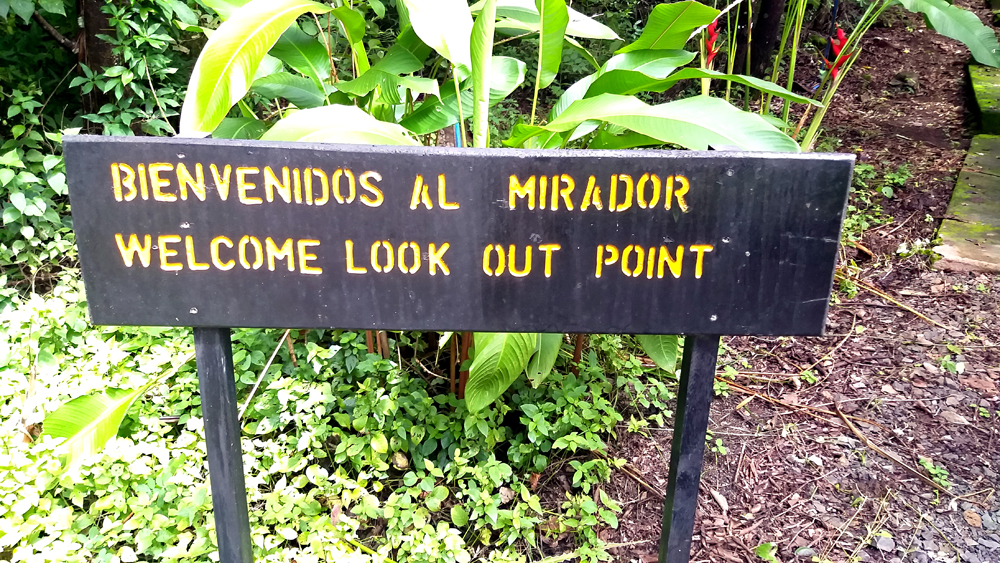 BIENVENIDOS AL MIRADOR
WELCOME LOOK OUT POINT